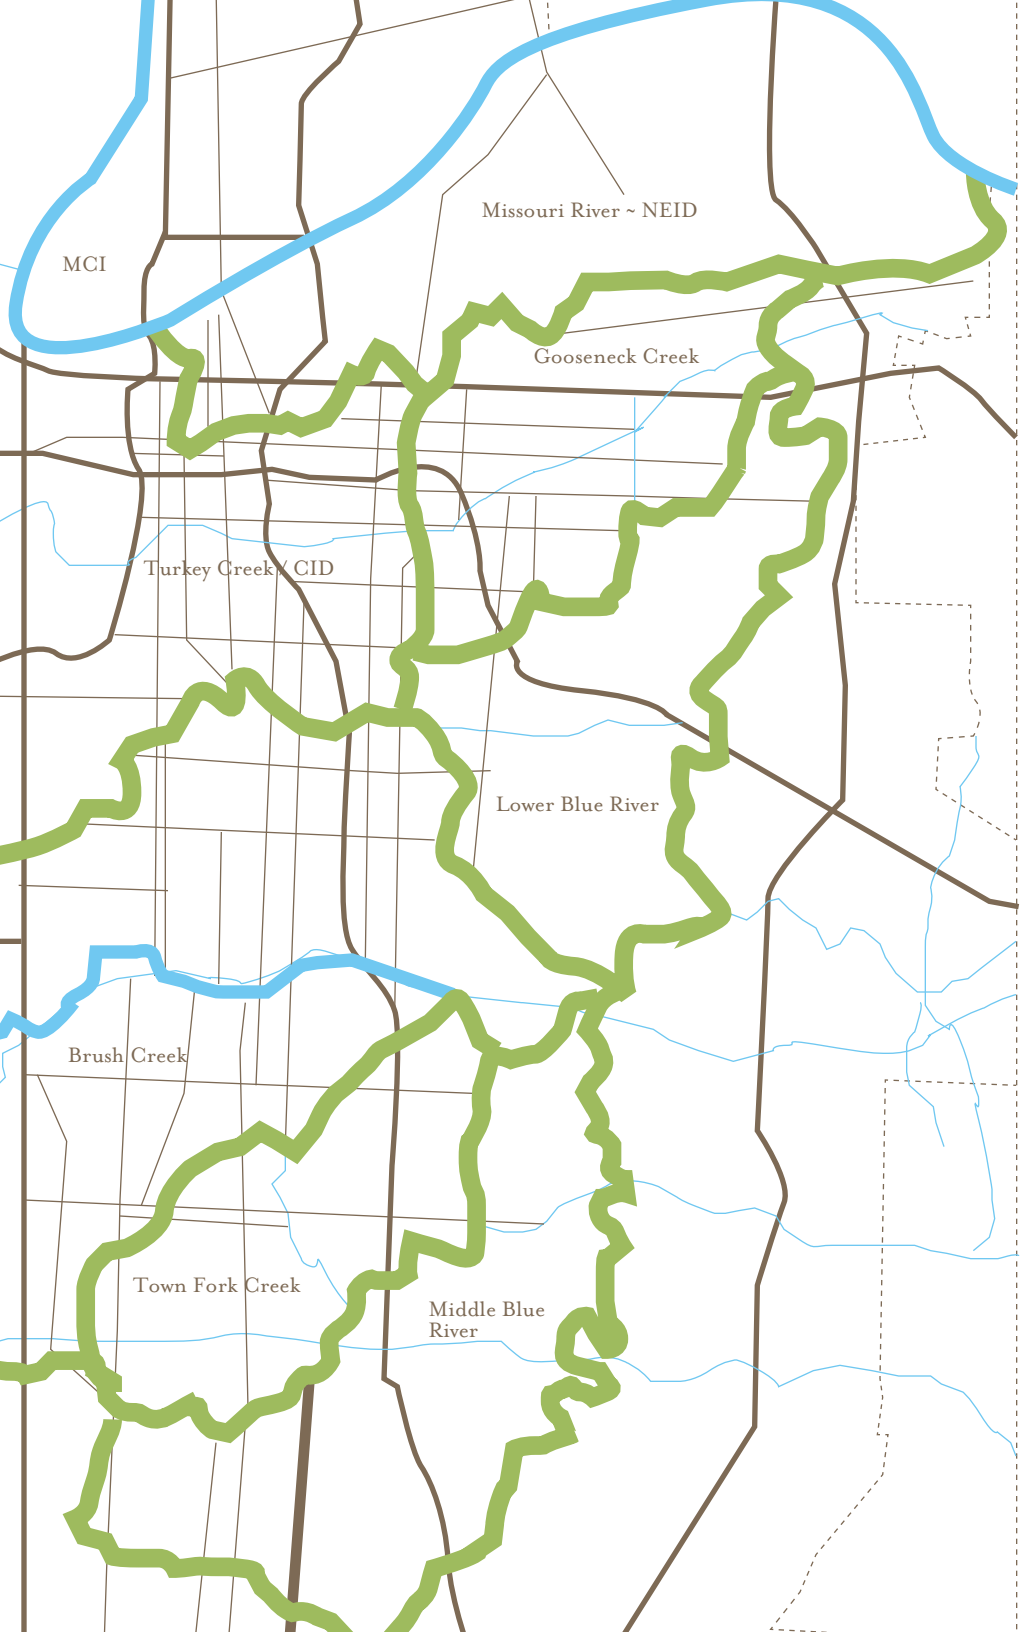 Missouri River ~ NEID
MCI
Gooseneck Creek
Turkey Creek / CID
Lower Blue River
Brush Creek
Town Fork Creek
Middle Blue
River